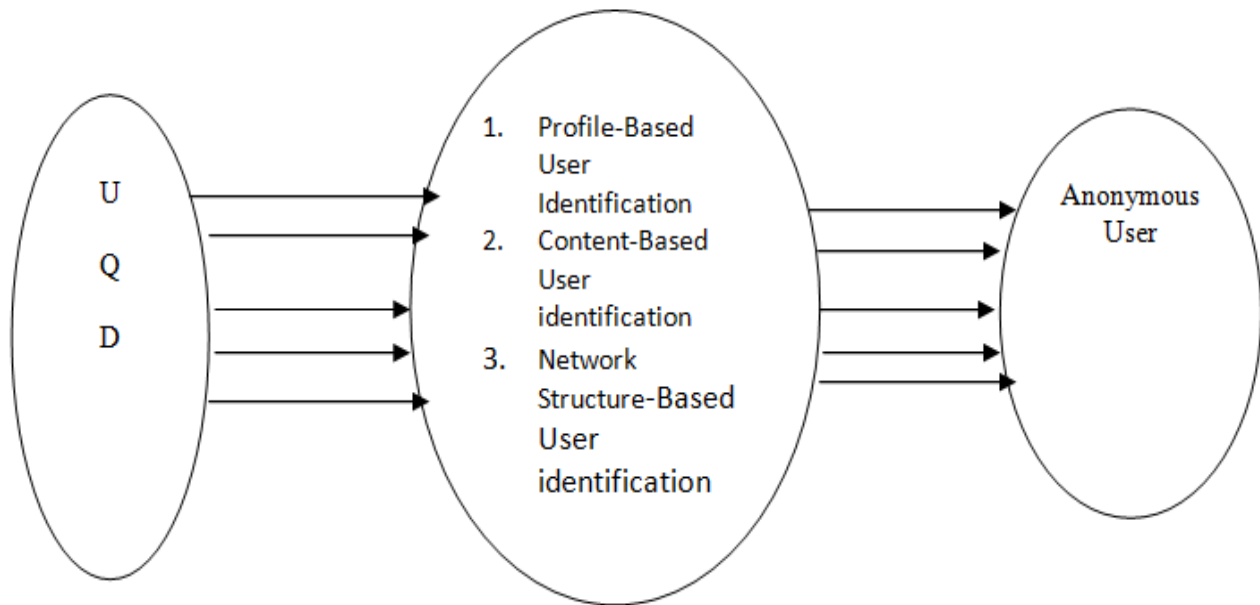 U
Q
D
1. Profile-Based
User
Identification
2. Content-Based
User
identification
3. Network
Structure-Based
User
identification
Anonymous
User